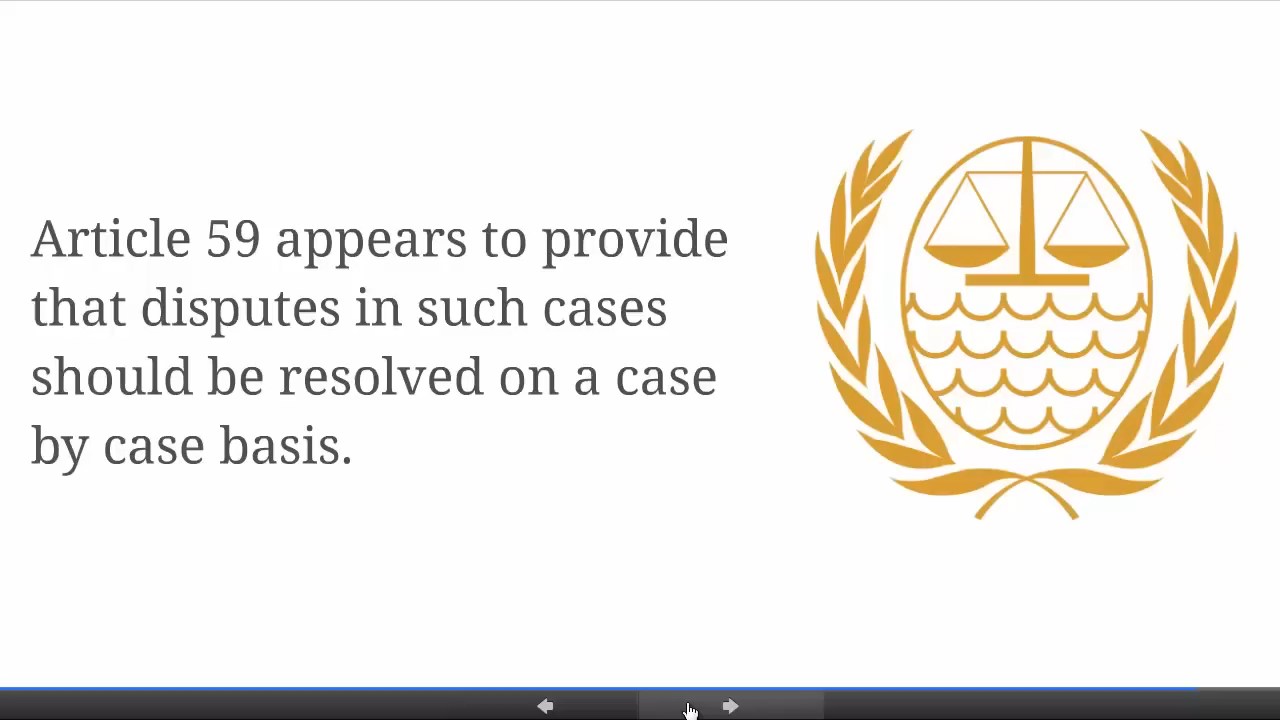 Article 59 appears to provide
that disputes in such cases
should be resolved on a case
by case basis.